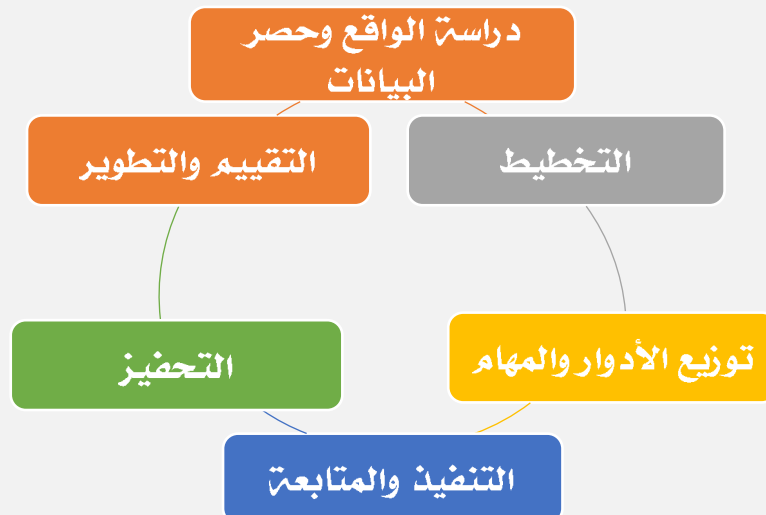 دراسة الواقع وحصر
البيانات
التخطيط
التقييم والتطوير
توزيع الأدوار والمهام
التحفيز
التنفيذ والمتابعة